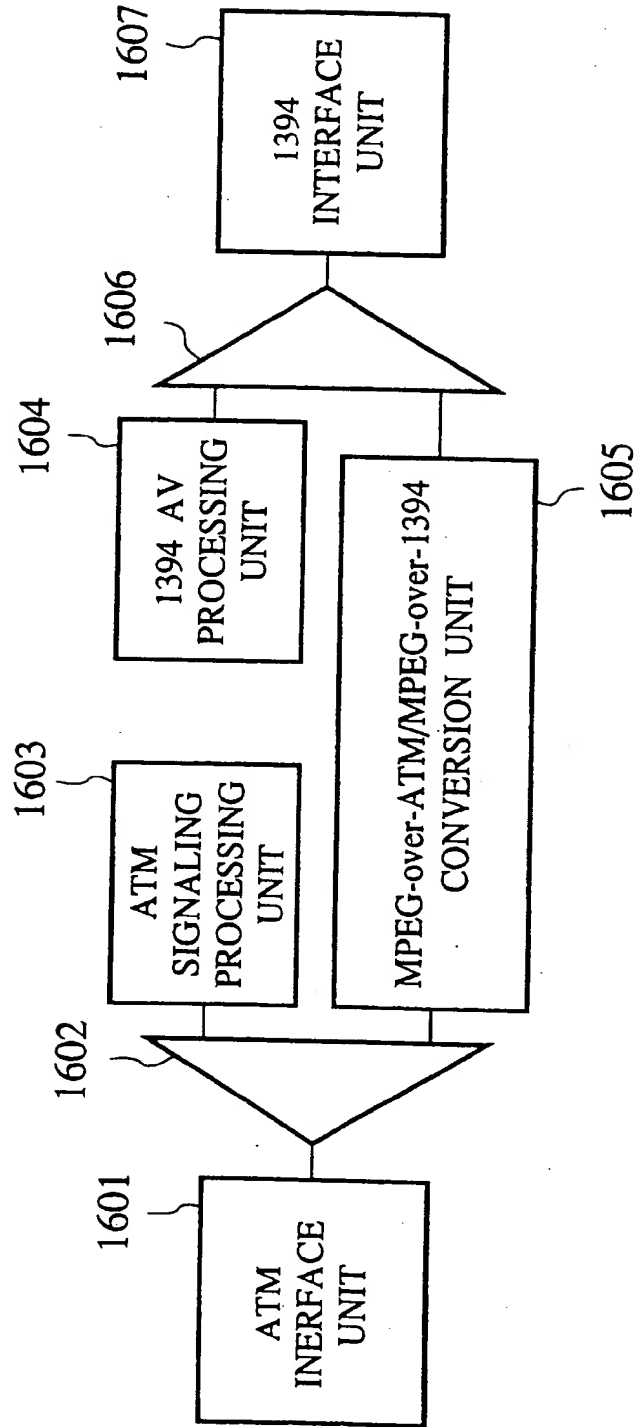 1601
ATM
INERFACE
UNIT
1602
1603
ATM
SIGNALING
PROCESSING
UNIT
1604
1394 AV
PROCESSING
UNIT
MPEG-over-ATM/MPEG-over-1394
CONVERSION UNIT
1605
1606
1607
1394
INTERFACE
UNIT